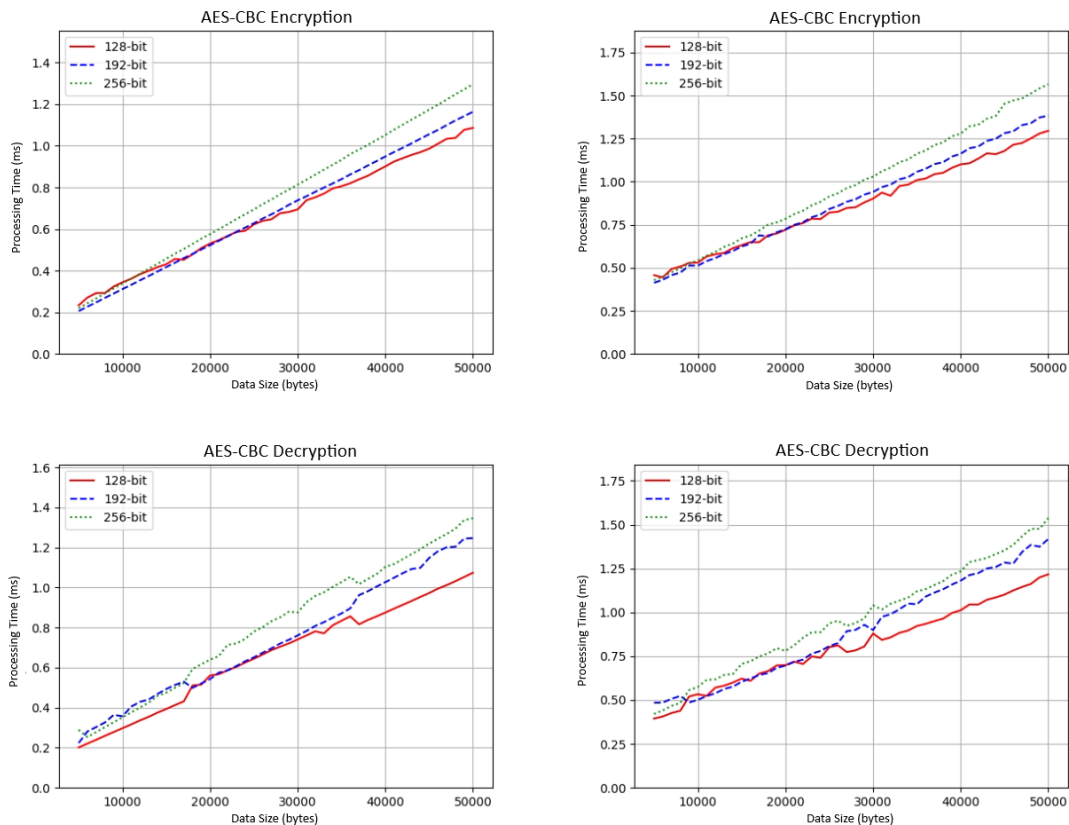 AES-CBC Encryption
128-bit
192-bit
256-bit
1.4
1.2
1.0
0.8
0.6
0.4
0.2
0.0
Processing Time (ms)
10000 20000 30000 40000 50000
Data Size (bytes)
AES-CBC Encryption
128-bit
192-bit
256-bit
1.75
1.50
1.25
1.00
0.75
0.50
0.25
0.00
Processing Time (ms)
10000 20000 30000 40000 50000
Data Size (bytes)
AES-CBC Decryption
128-bit
192-bit
256-bit
1.6
1.4
1.2
1.0
0.8
0.6
0.4
0.2
0.0
Processing Time (ms)
10000 20000 30000 40000 50000
Data Size (bytes)
AES-CBC Decryption
128-bit
192-bit
256-bit
1.75
1.50
1.25
1.00
0.75
0.50
0.25
0.00
Processing Time (ms)
10000 20000 30000 40000 50000
Data Size (bytes)